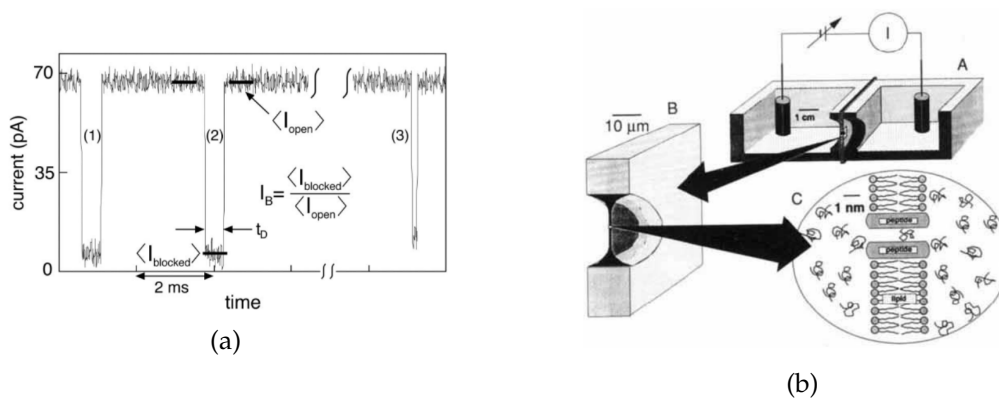 70
35
0
current (pA)
(1)
(2)
(3)
⟨I_open⟩
I_B = ⟨I_blocked⟩ / ⟨I_open⟩
t_D
⟨I_blocked⟩
2 ms
time
(a)
I
A
1 cm
B
10 μm
C
1 nm
peptide
peptide
lipid
(b)